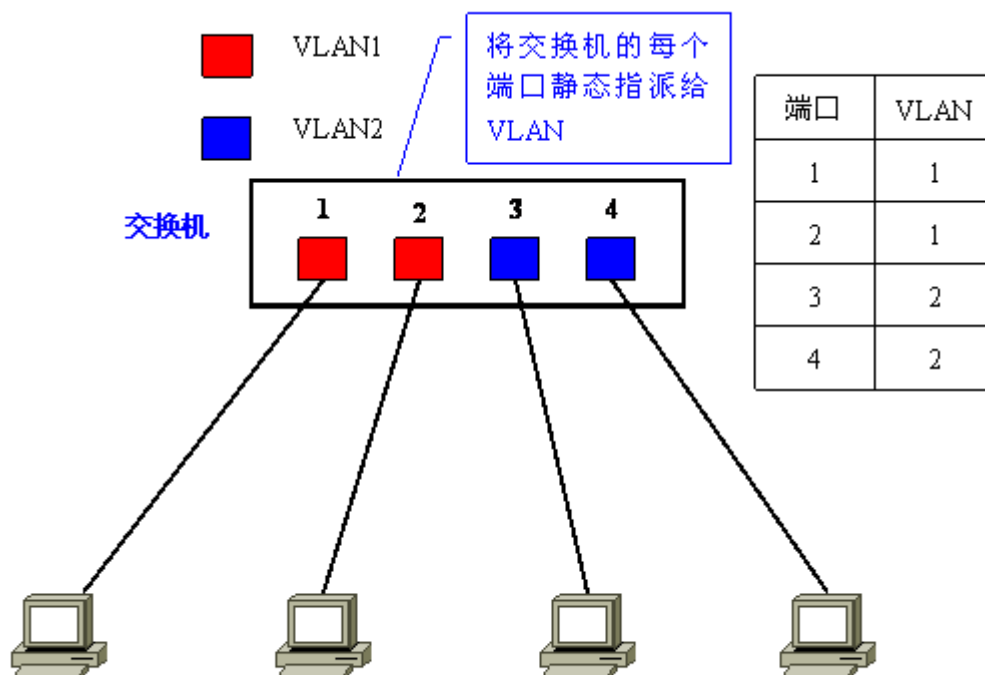 VLAN1
VLAN2
将交换机的每个
端口静态指派给
VLAN
交换机
1 2 3 4
端口 VLAN
1 1
2 1
3 2
4 2